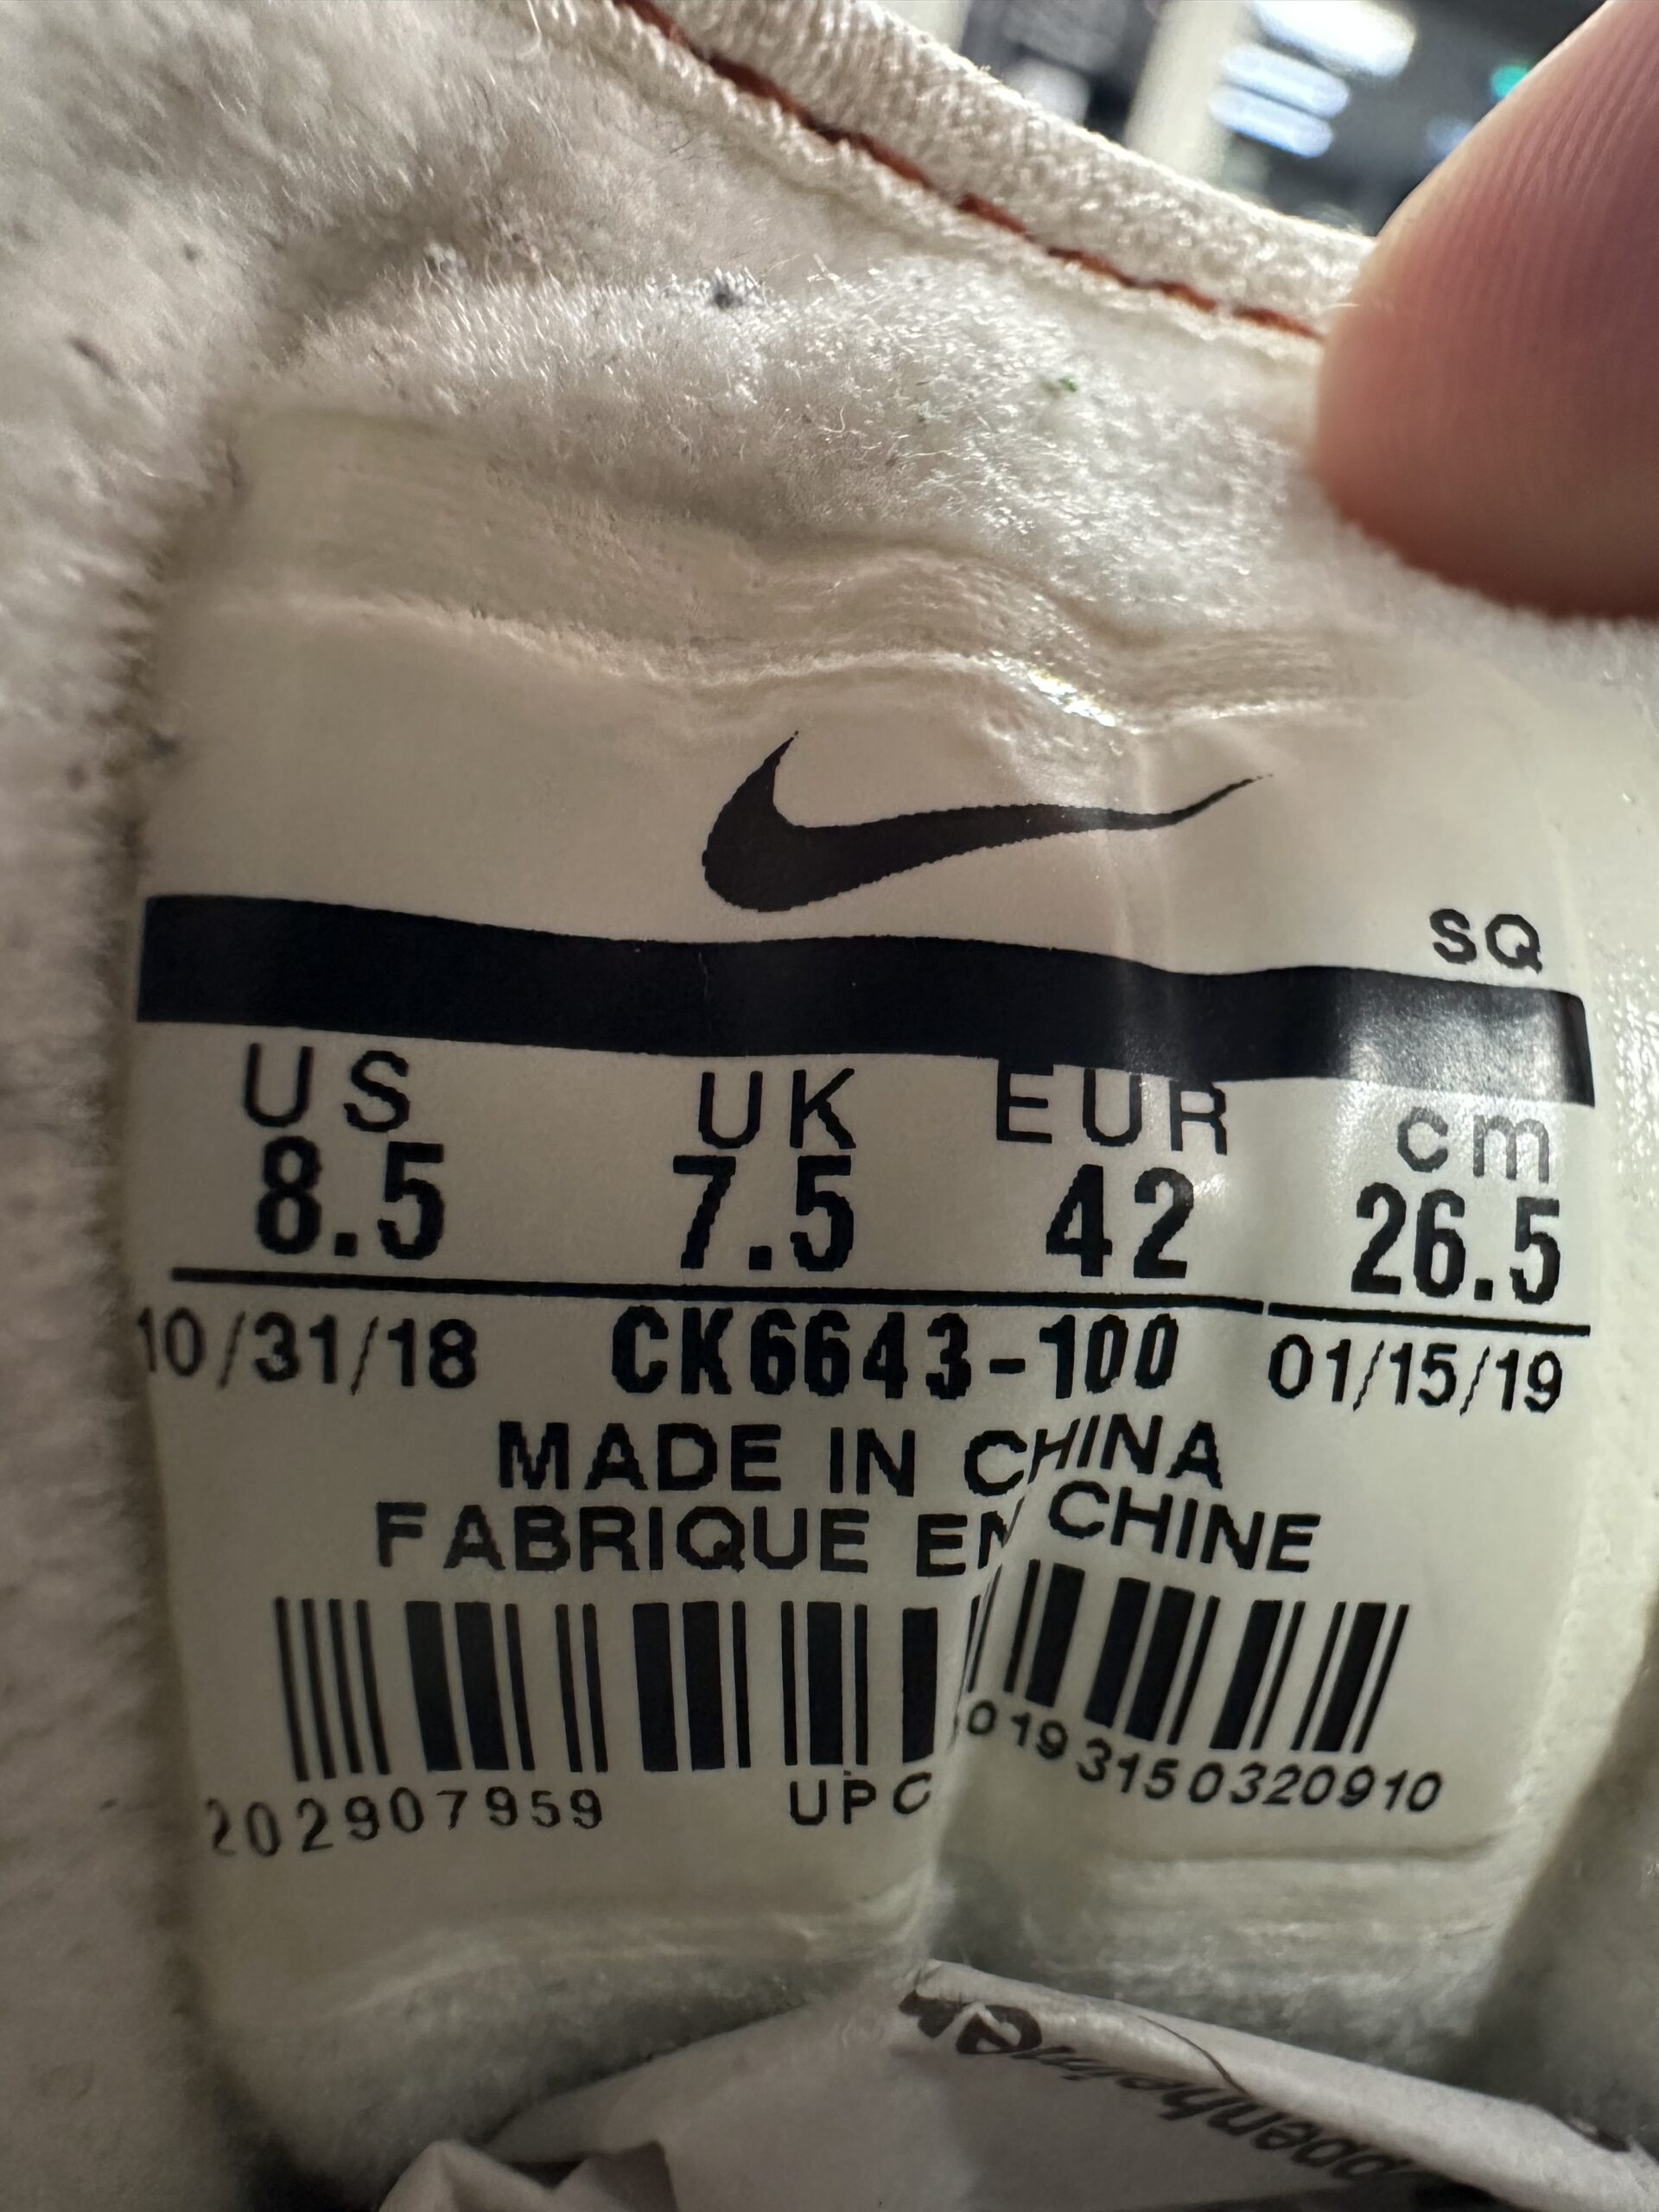 SQ
US UK EUR cm
8.5 7.5 42 26.5
10/31/18 CK6643-100 01/15/19
MADE IN CHINA
FABRIQUE EN CHINE
202907959 UPC 0193150320910